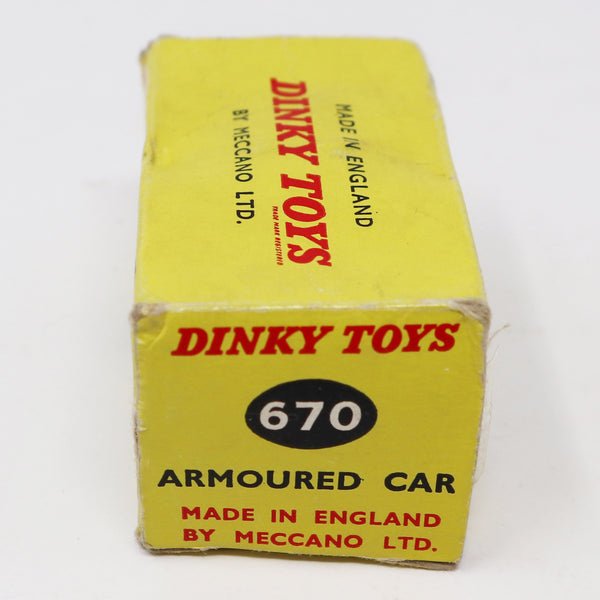 MADE IN ENGLAND
DINKY TOYS
TRADE MARK REGISTERED
BY MECCANO LTD.
DINKY TOYS
670
ARMOURED CAR
MADE IN ENGLAND
BY MECCANO LTD.